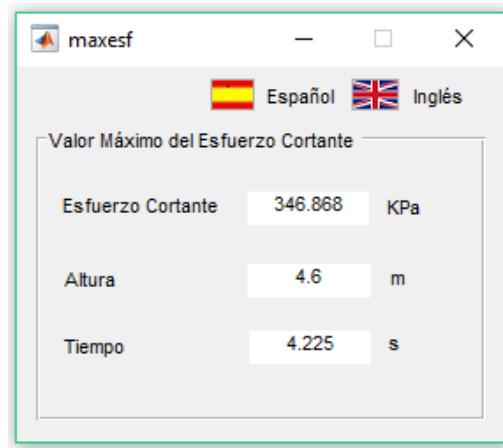 maxesf
Español Inglés
Valor Máximo del Esfuerzo Cortante
Esfuerzo Cortante 346.868 KPa
Altura 4.6 m
Tiempo 4.225 s